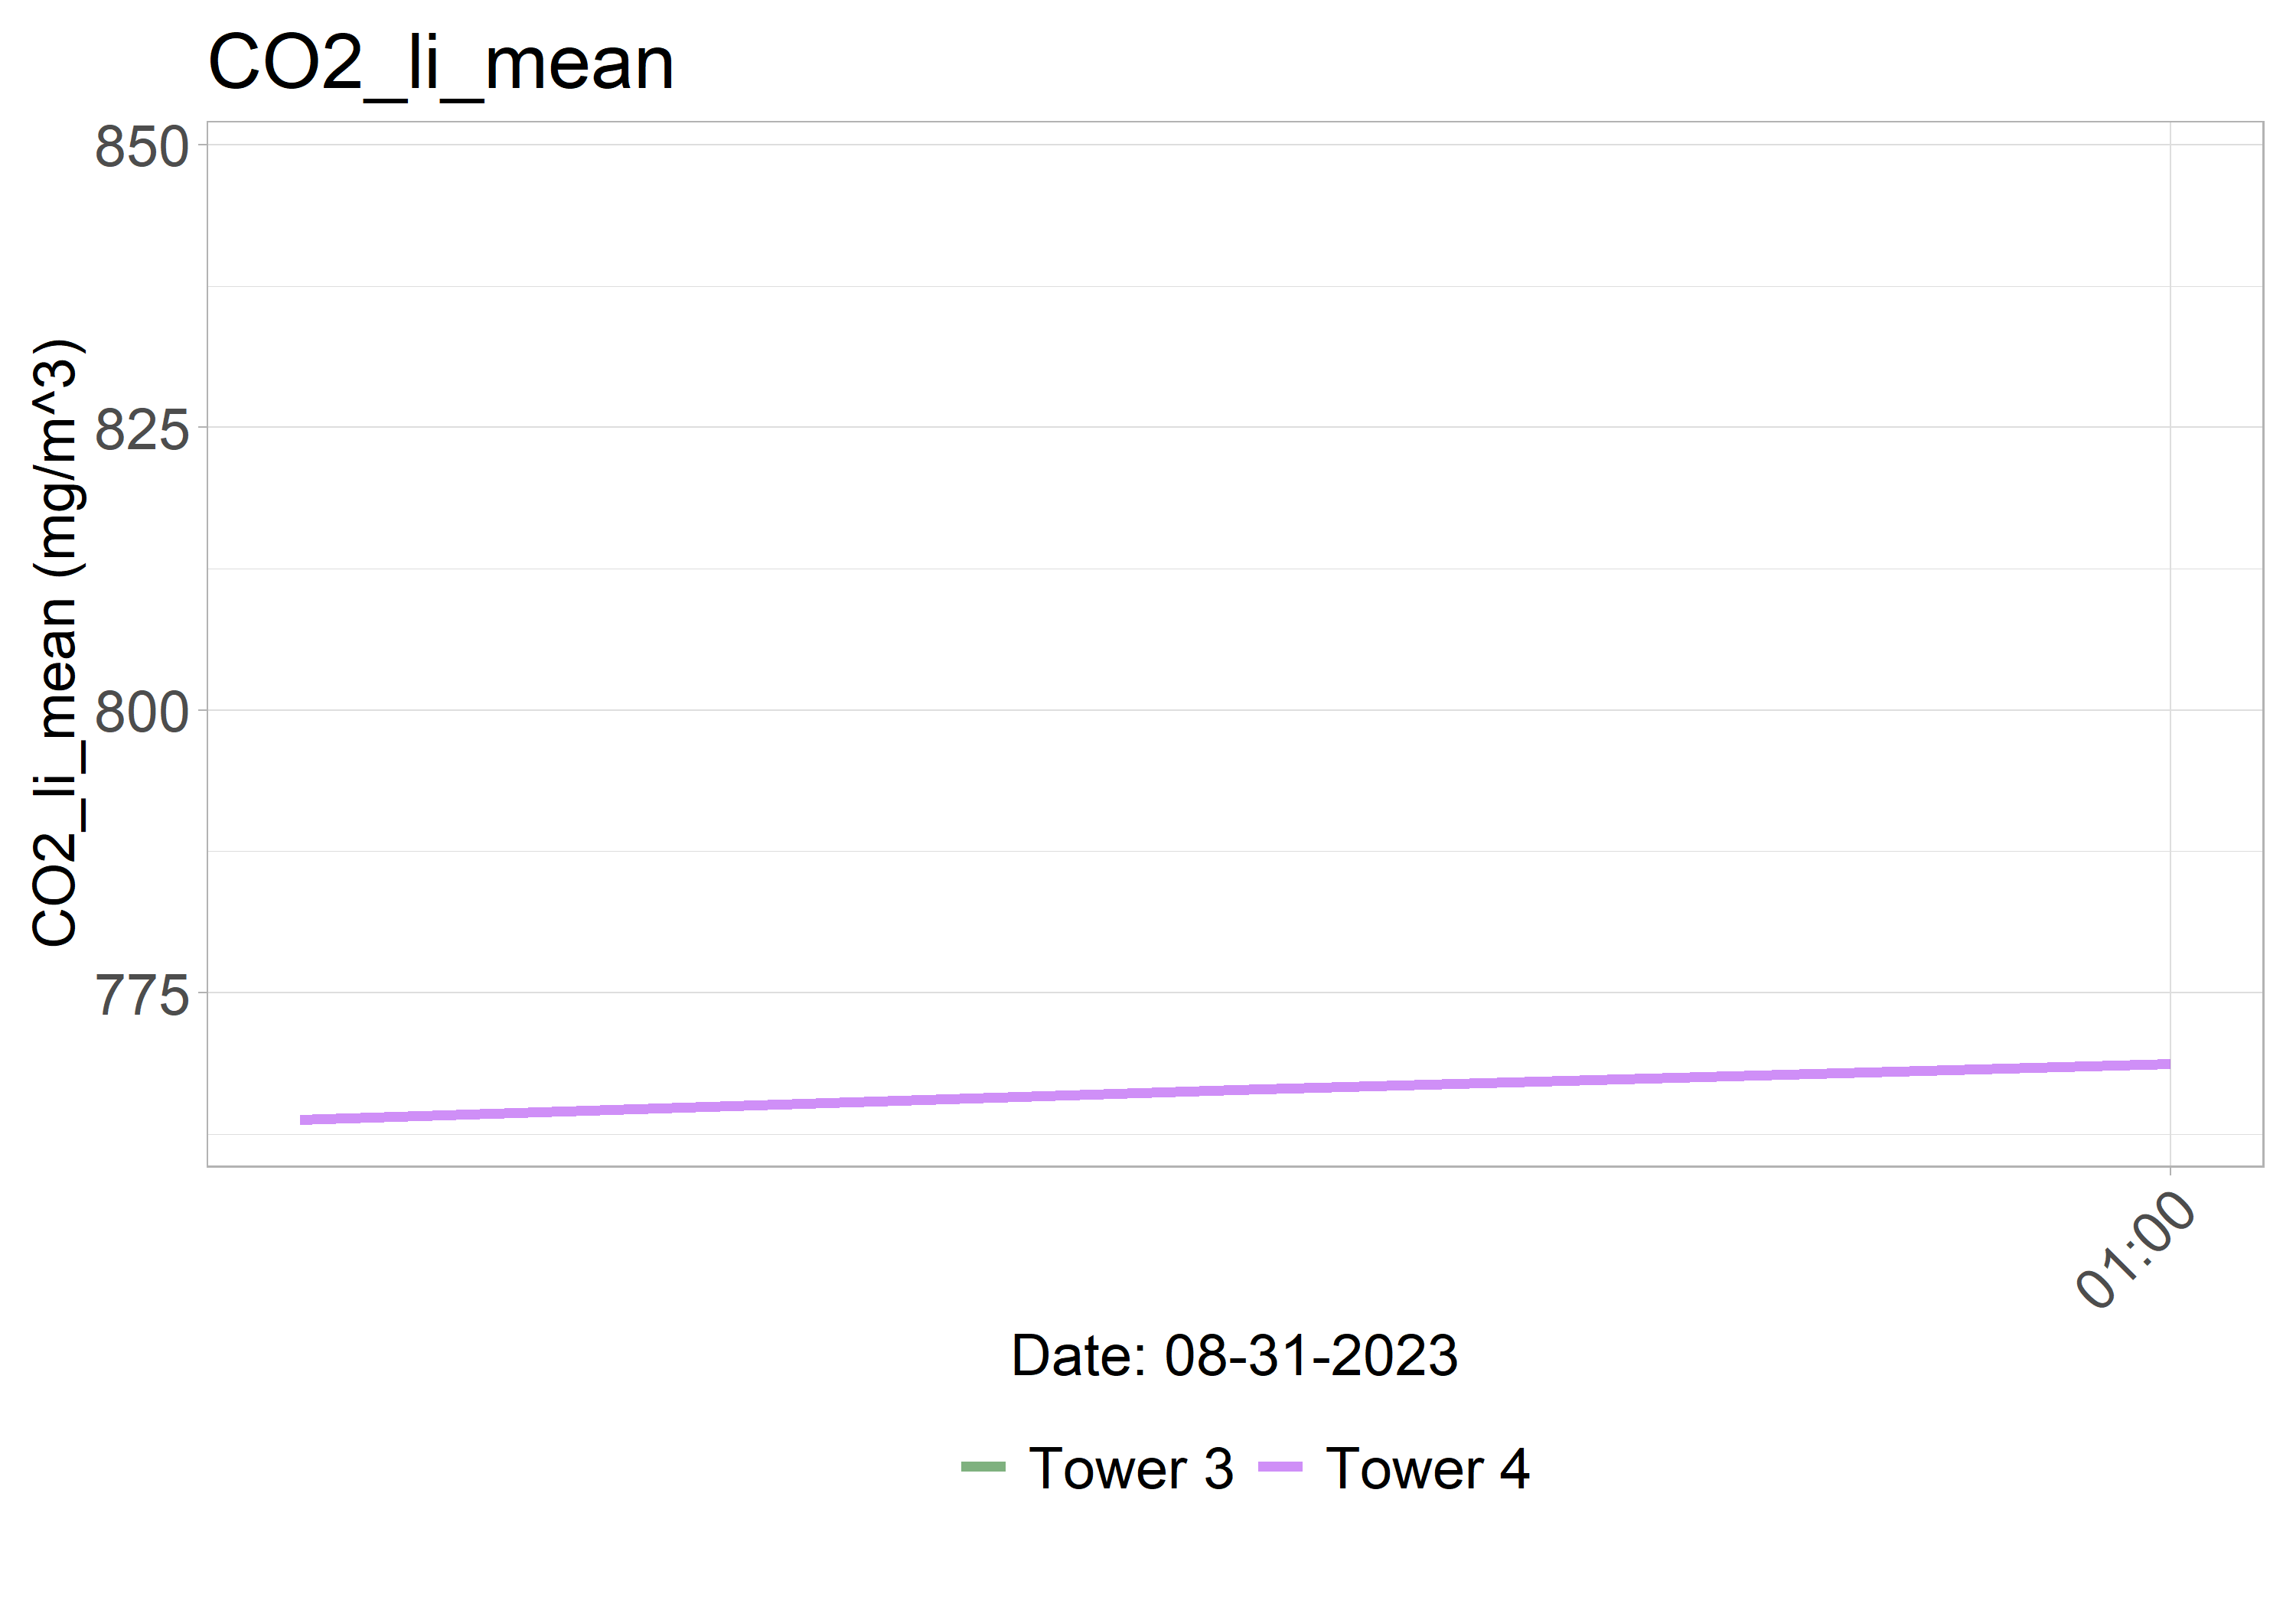 CO2_li_mean
CO2_li_mean (mg/m^3)
850
825
800
775
01:00
Date: 08-31-2023
Tower 3 Tower 4